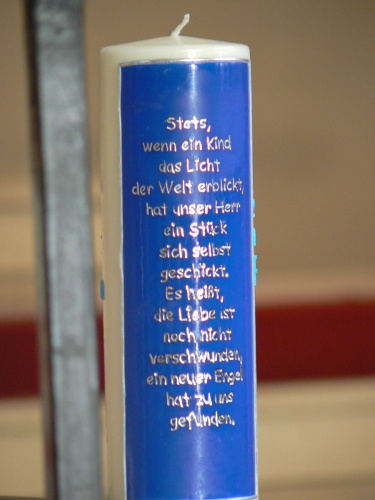 Stets,
wenn ein Kind
das Licht
der Welt erblickt,
hat unser Herr
ein Stück
sich selbst
geschickt.
Es heißt,
die Liebe ist
noch nicht
verschwunden,
ein neuer Engel
hat zu uns
gefunden.